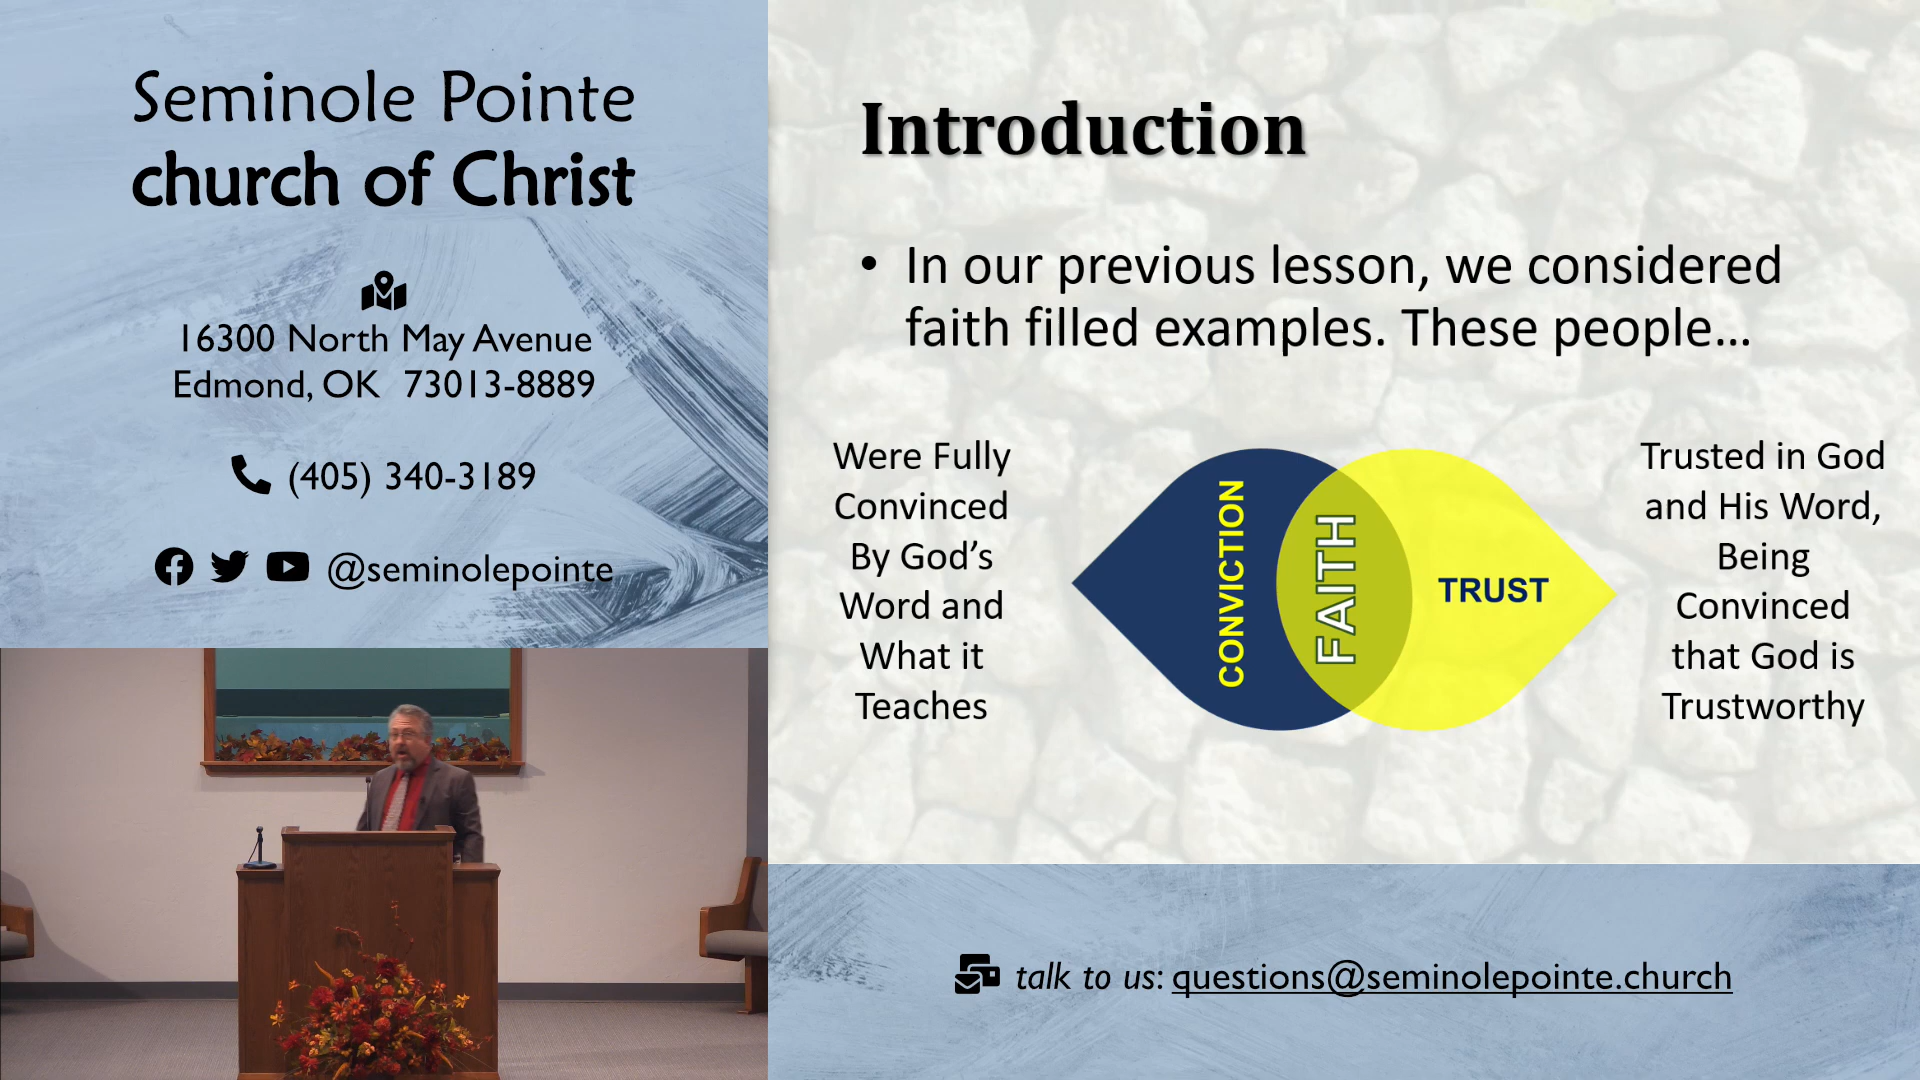 Seminole Pointe
church of Christ
16300 North May Avenue
Edmond, OK 73013-8889
(405) 340-3189
@seminolepointe
Introduction
• In our previous lesson, we considered
faith filled examples. These people…
Were Fully
Convinced
By God’s
Word and
What it
Teaches
CONVICTION
FAITH
TRUST
Trusted in God
and His Word,
Being
Convinced
that God is
Trustworthy
talk to us: questions@seminolepointe.church